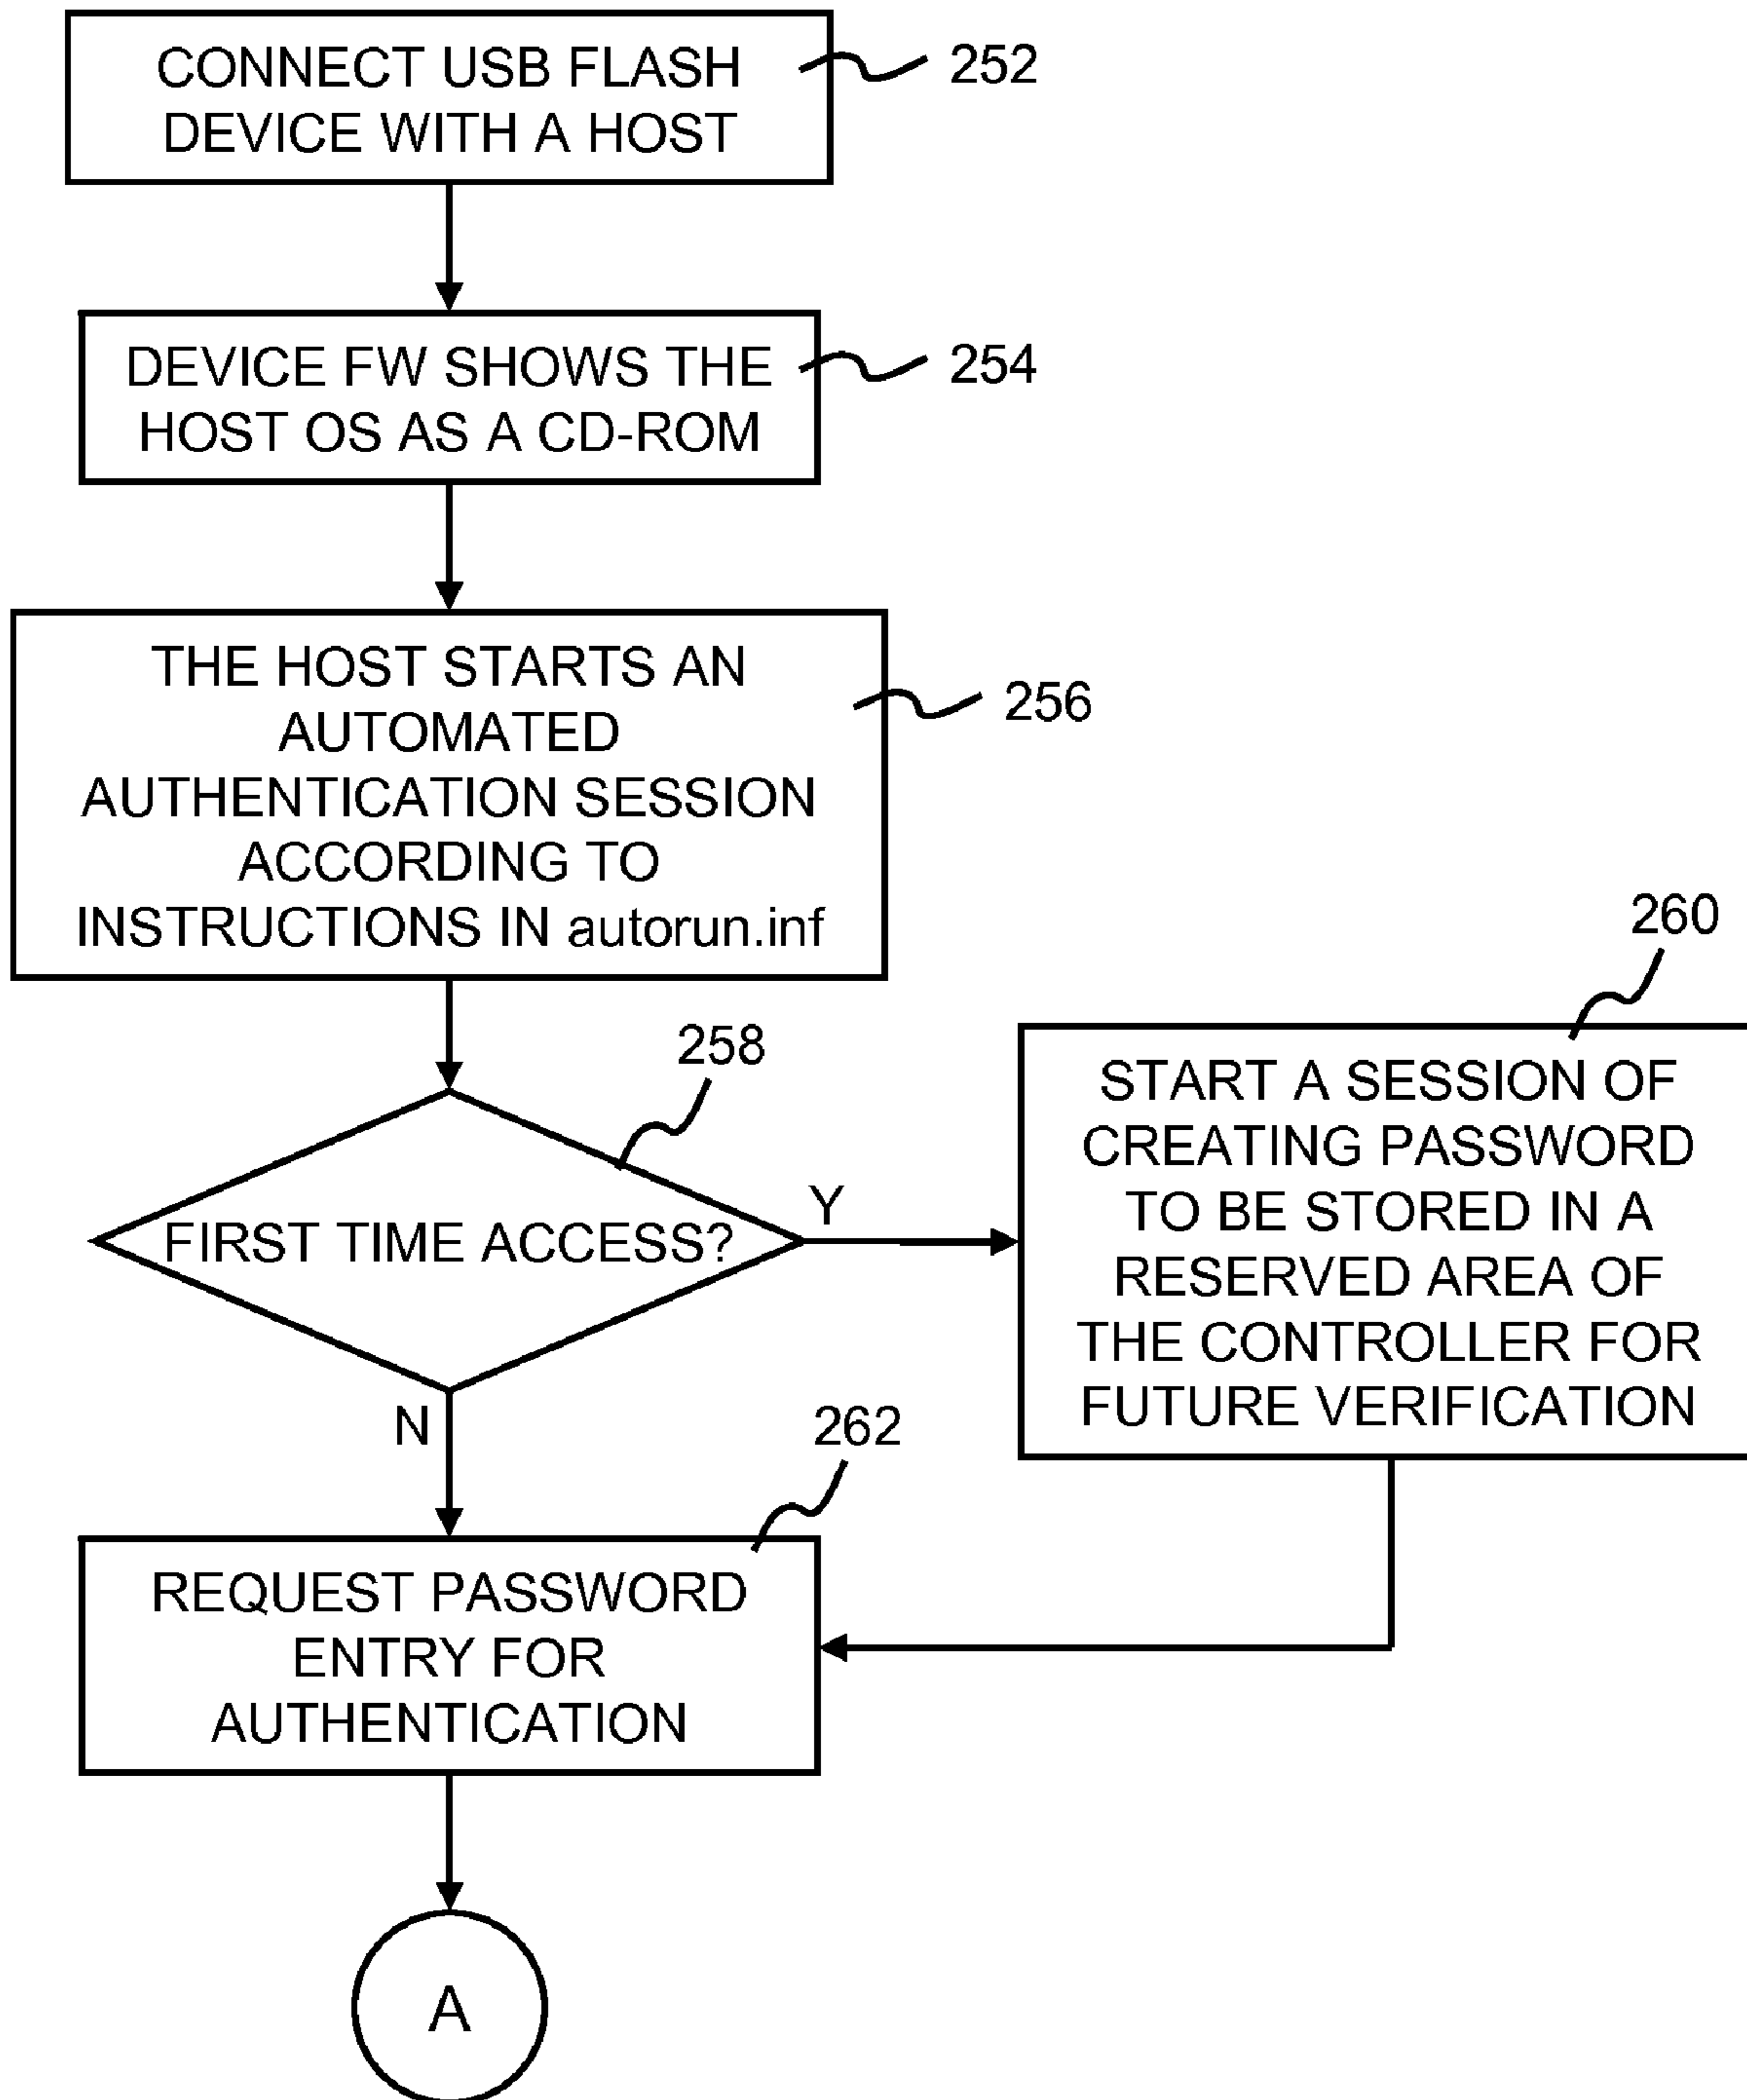 CONNECT USB FLASH
DEVICE WITH A HOST
252
DEVICE FW SHOWS THE
HOST OS AS A CD-ROM
254
THE HOST STARTS AN
AUTOMATED
AUTHENTICATION SESSION
ACCORDING TO
INSTRUCTIONS IN autorun.inf
256
258
FIRST TIME ACCESS?
Y
N
260
START A SESSION OF
CREATING PASSWORD
TO BE STORED IN A
RESERVED AREA OF
THE CONTROLLER FOR
FUTURE VERIFICATION
262
REQUEST PASSWORD
ENTRY FOR
AUTHENTICATION
A